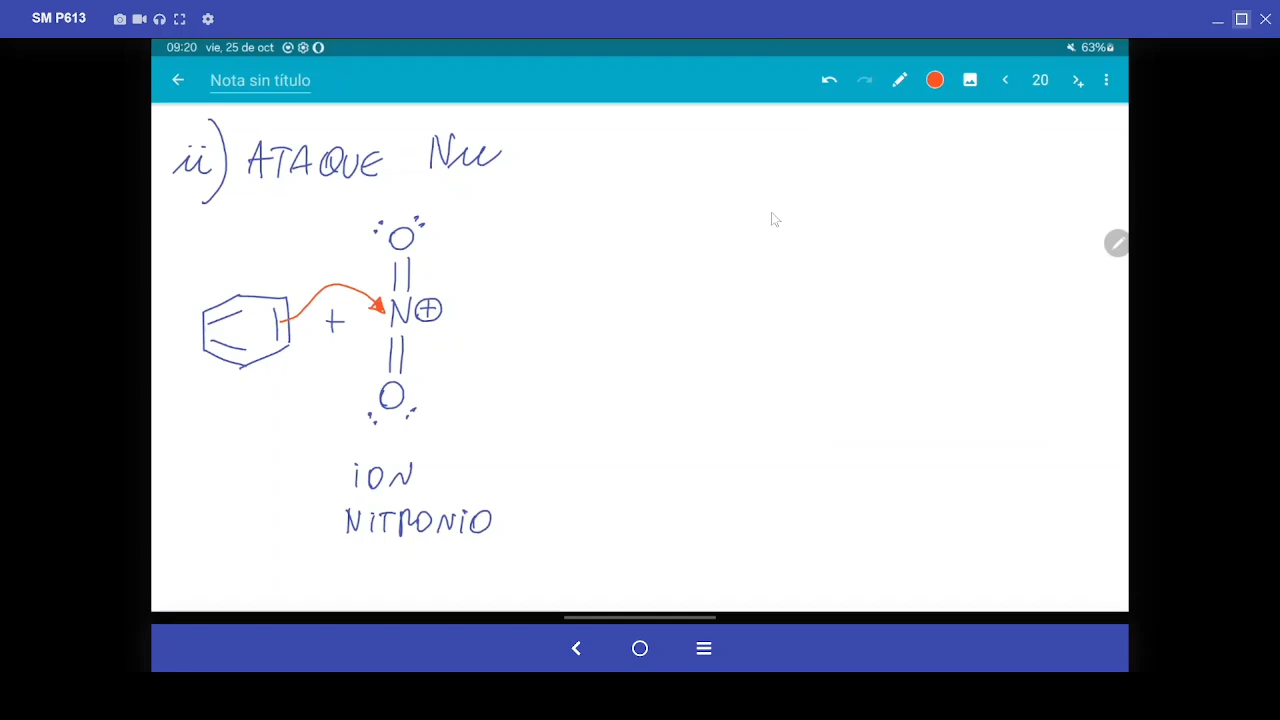 SM P613
09:20 vie, 25 de oct
63%
Nota sin título
20
ii) ATAQUE Nu
O
N+
+
O
ION
NITRONIO